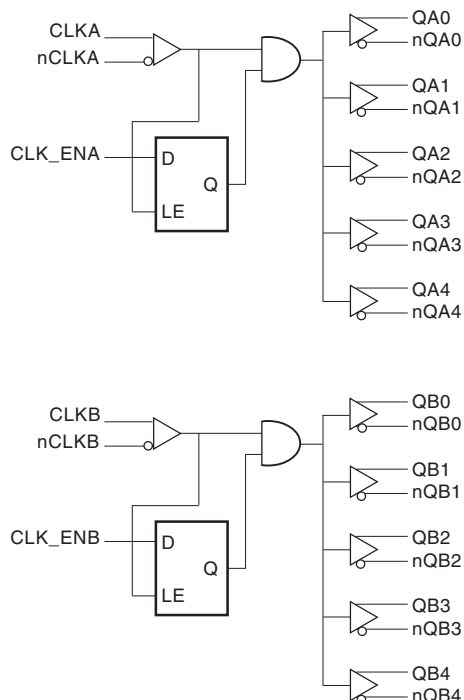 CLKA
nCLKA
CLK_ENA
D
Q
LE
QA0
nQA0
QA1
nQA1
QA2
nQA2
QA3
nQA3
QA4
nQA4
CLKB
nCLKB
CLK_ENB
D
Q
LE
QB0
nQB0
QB1
nQB1
QB2
nQB2
QB3
nQB3
QB4
nQB4